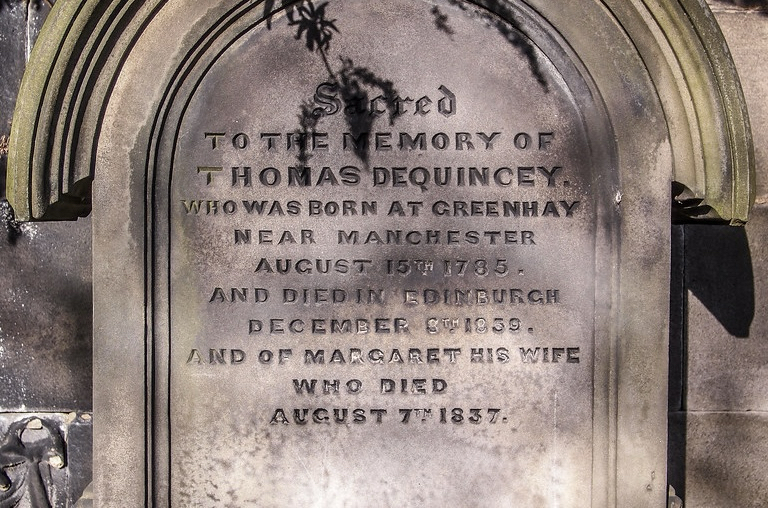 Sacred
TO THE MEMORY OF
THOMAS DEQUINCEY.
WHO WAS BORN AT GREENHAY
NEAR MANCHESTER
AUGUST 15TH 1785.
AND DIED IN EDINBURGH
DECEMBER 8TH 1859.
AND OF MARGARET HIS WIFE
WHO DIED
AUGUST 7TH 1837.